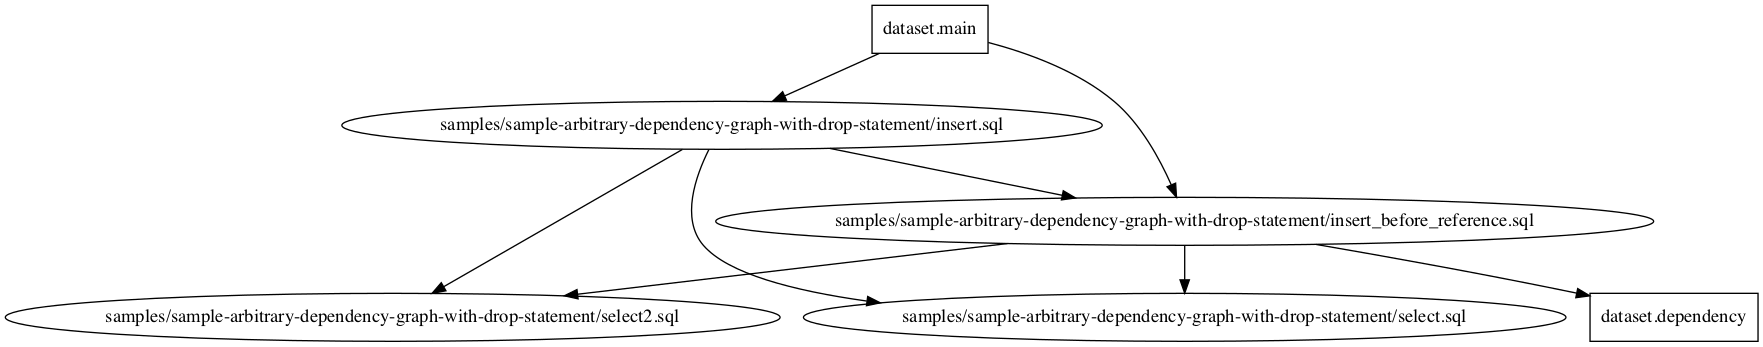 dataset.main
samples/sample-arbitrary-dependency-graph-with-drop-statement/insert.sql
samples/sample-arbitrary-dependency-graph-with-drop-statement/insert_before_reference.sql
samples/sample-arbitrary-dependency-graph-with-drop-statement/select2.sql
samples/sample-arbitrary-dependency-graph-with-drop-statement/select.sql
dataset.dependency